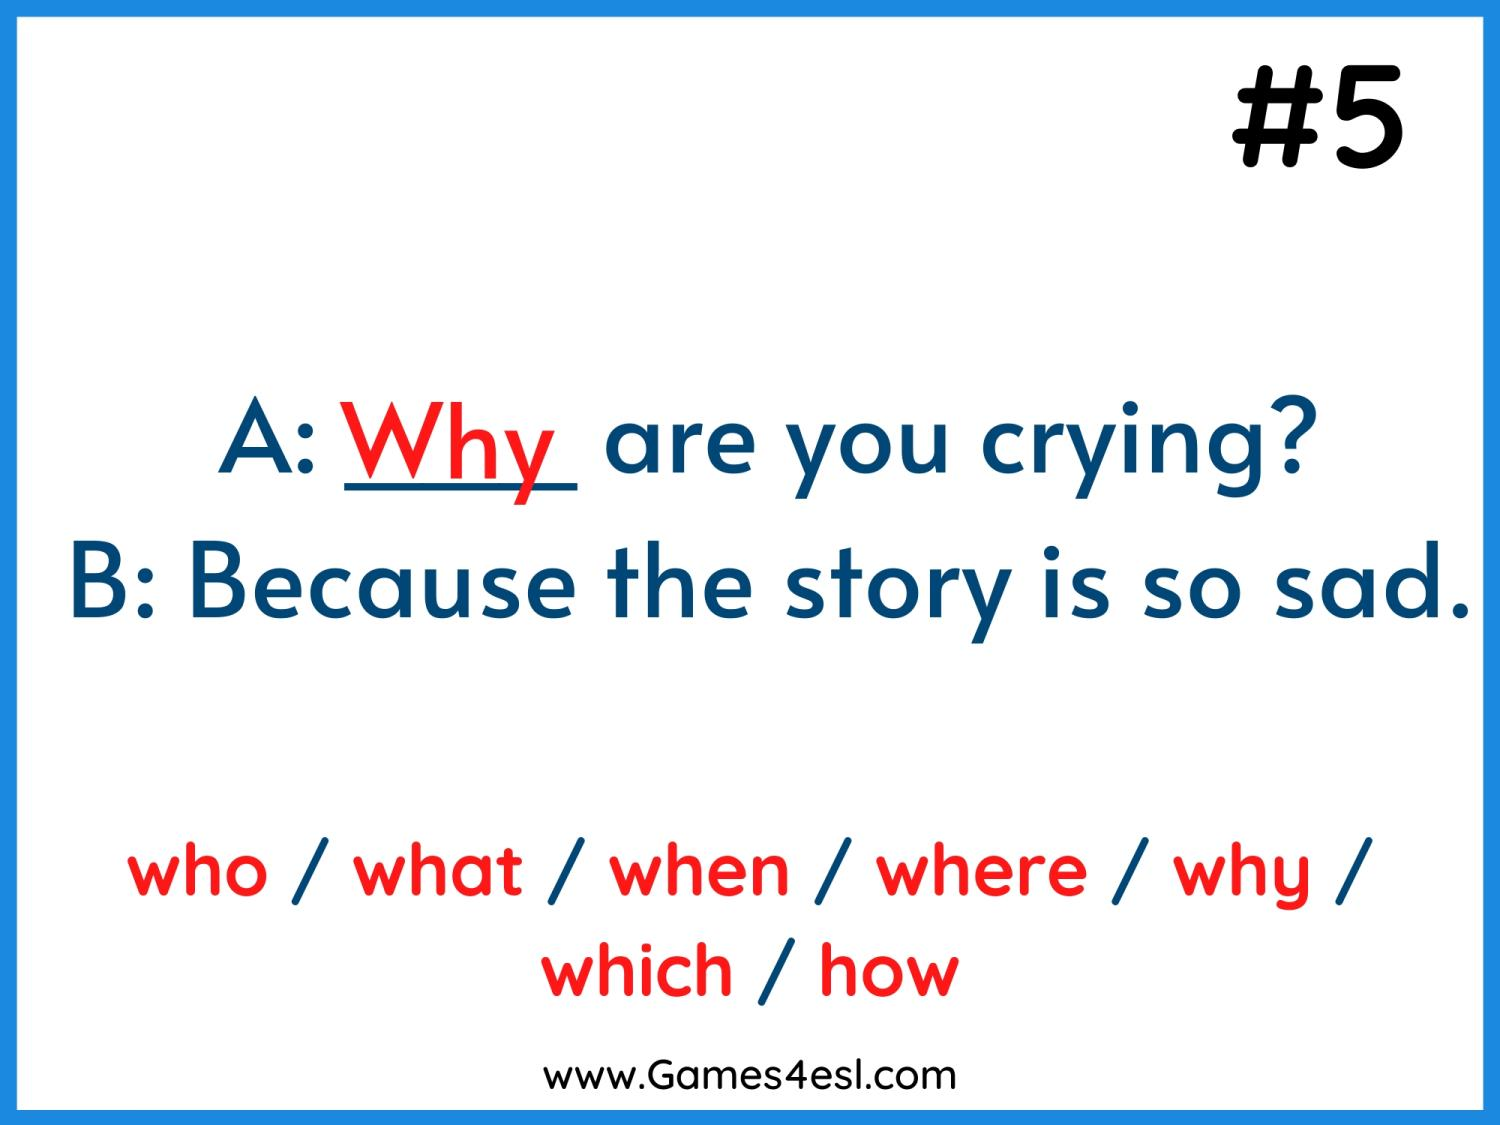 #5
A: Why are you crying?
B: Because the story is so sad.
who / what / when / where / why /
which / how
www.Games4esl.com